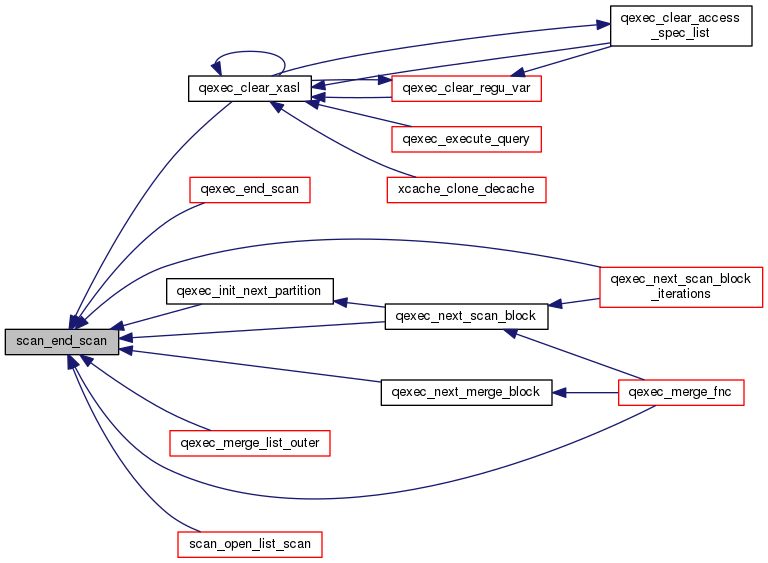 qexec_clear_access
_spec_list
qexec_clear_xasl
qexec_clear_regu_var
qexec_execute_query
xcache_clone_decache
qexec_end_scan
qexec_next_scan_block
_iterations
qexec_init_next_partition
qexec_next_scan_block
scan_end_scan
qexec_next_merge_block
qexec_merge_fnc
qexec_merge_list_outer
scan_open_list_scan